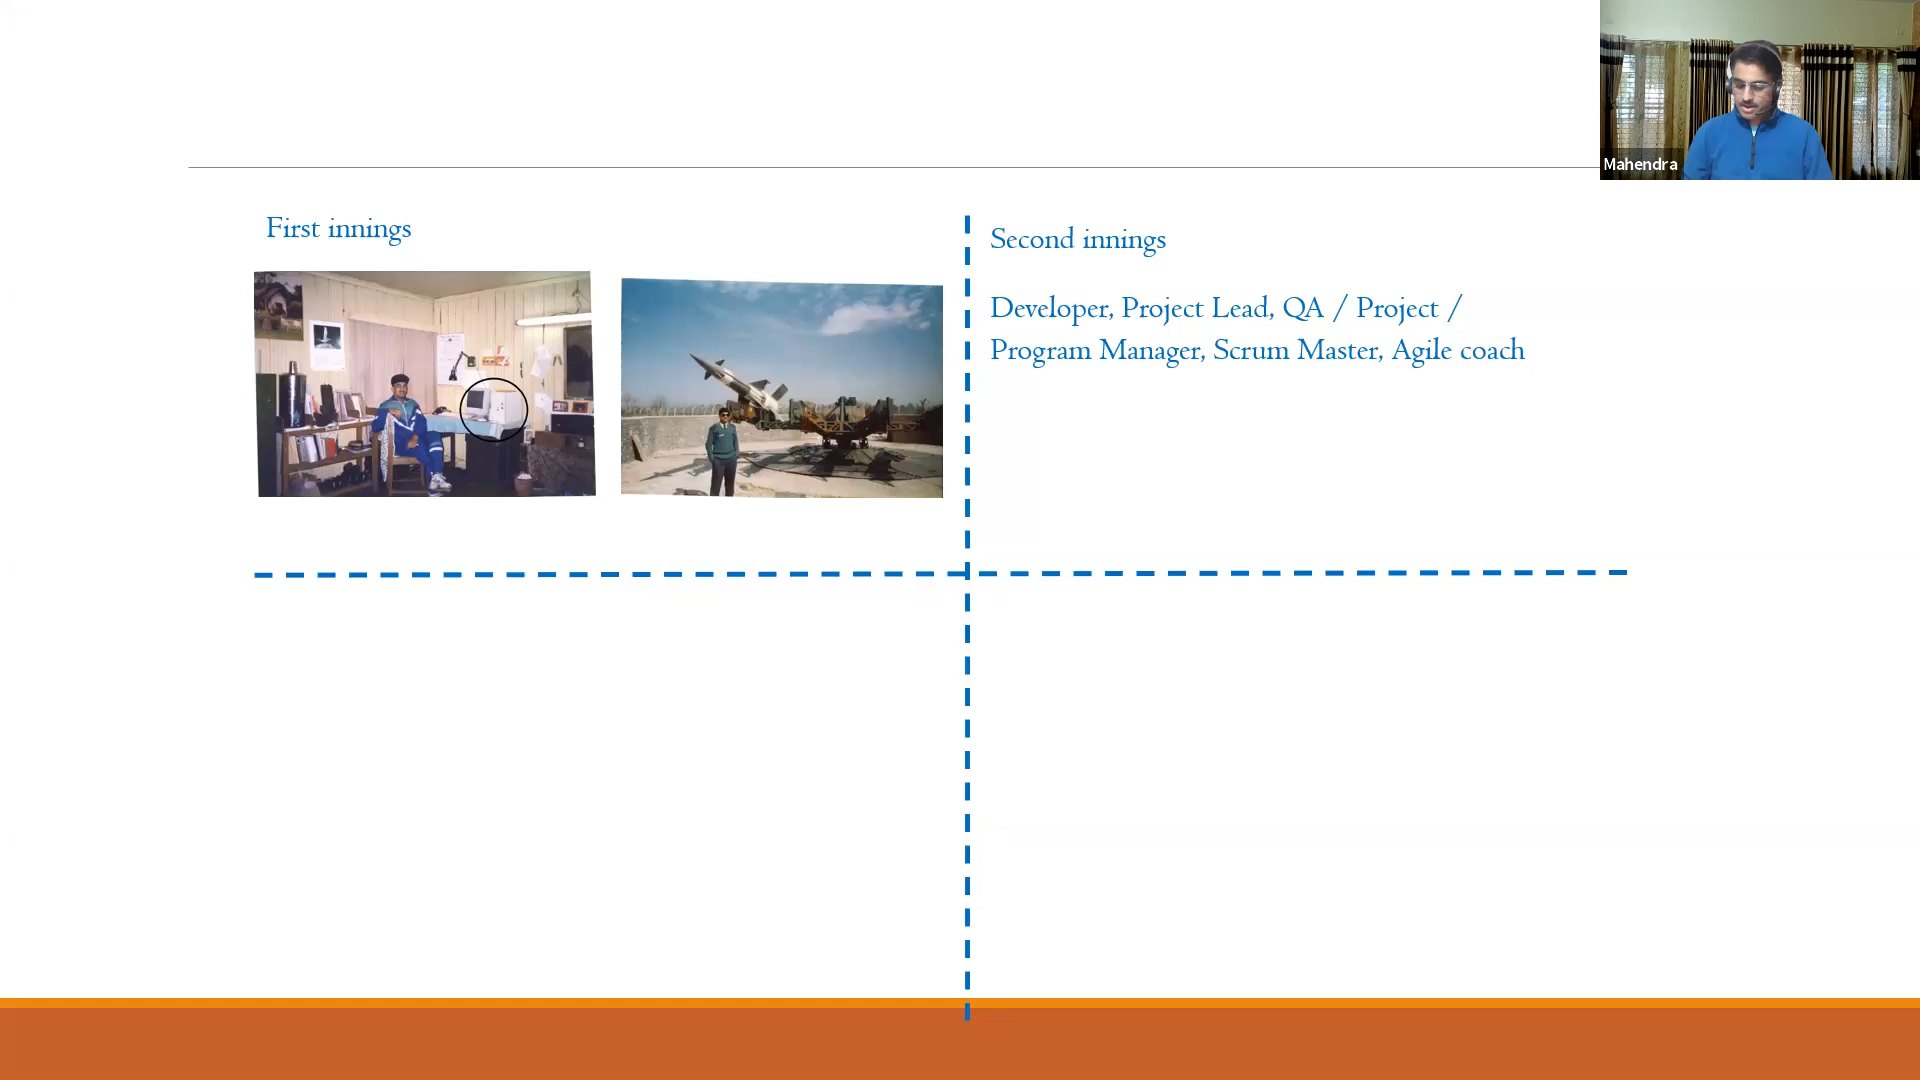 Mahendra
First innings
Second innings
Developer, Project Lead, QA / Project /
Program Manager, Scrum Master, Agile coach